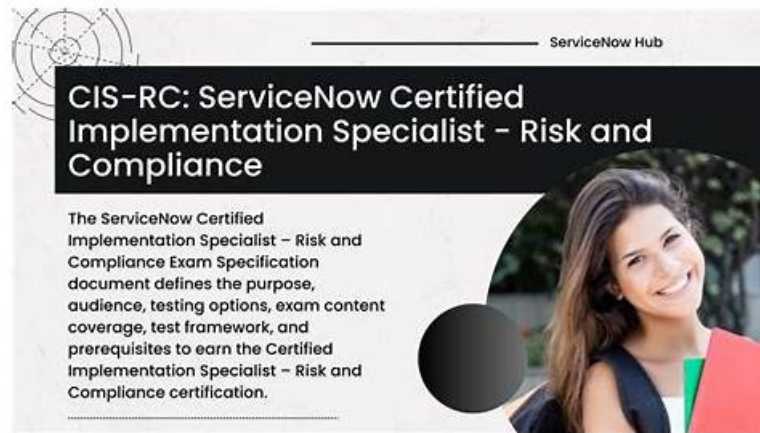 ServiceNow Hub
CIS-RC: ServiceNow Certified
Implementation Specialist - Risk and
Compliance
The ServiceNow Certified
Implementation Specialist – Risk and
Compliance Exam Specification
document defines the purpose,
audience, testing options, exam content
coverage, test framework, and
prerequisites to earn the Certified
Implementation Specialist – Risk and
Compliance certification.